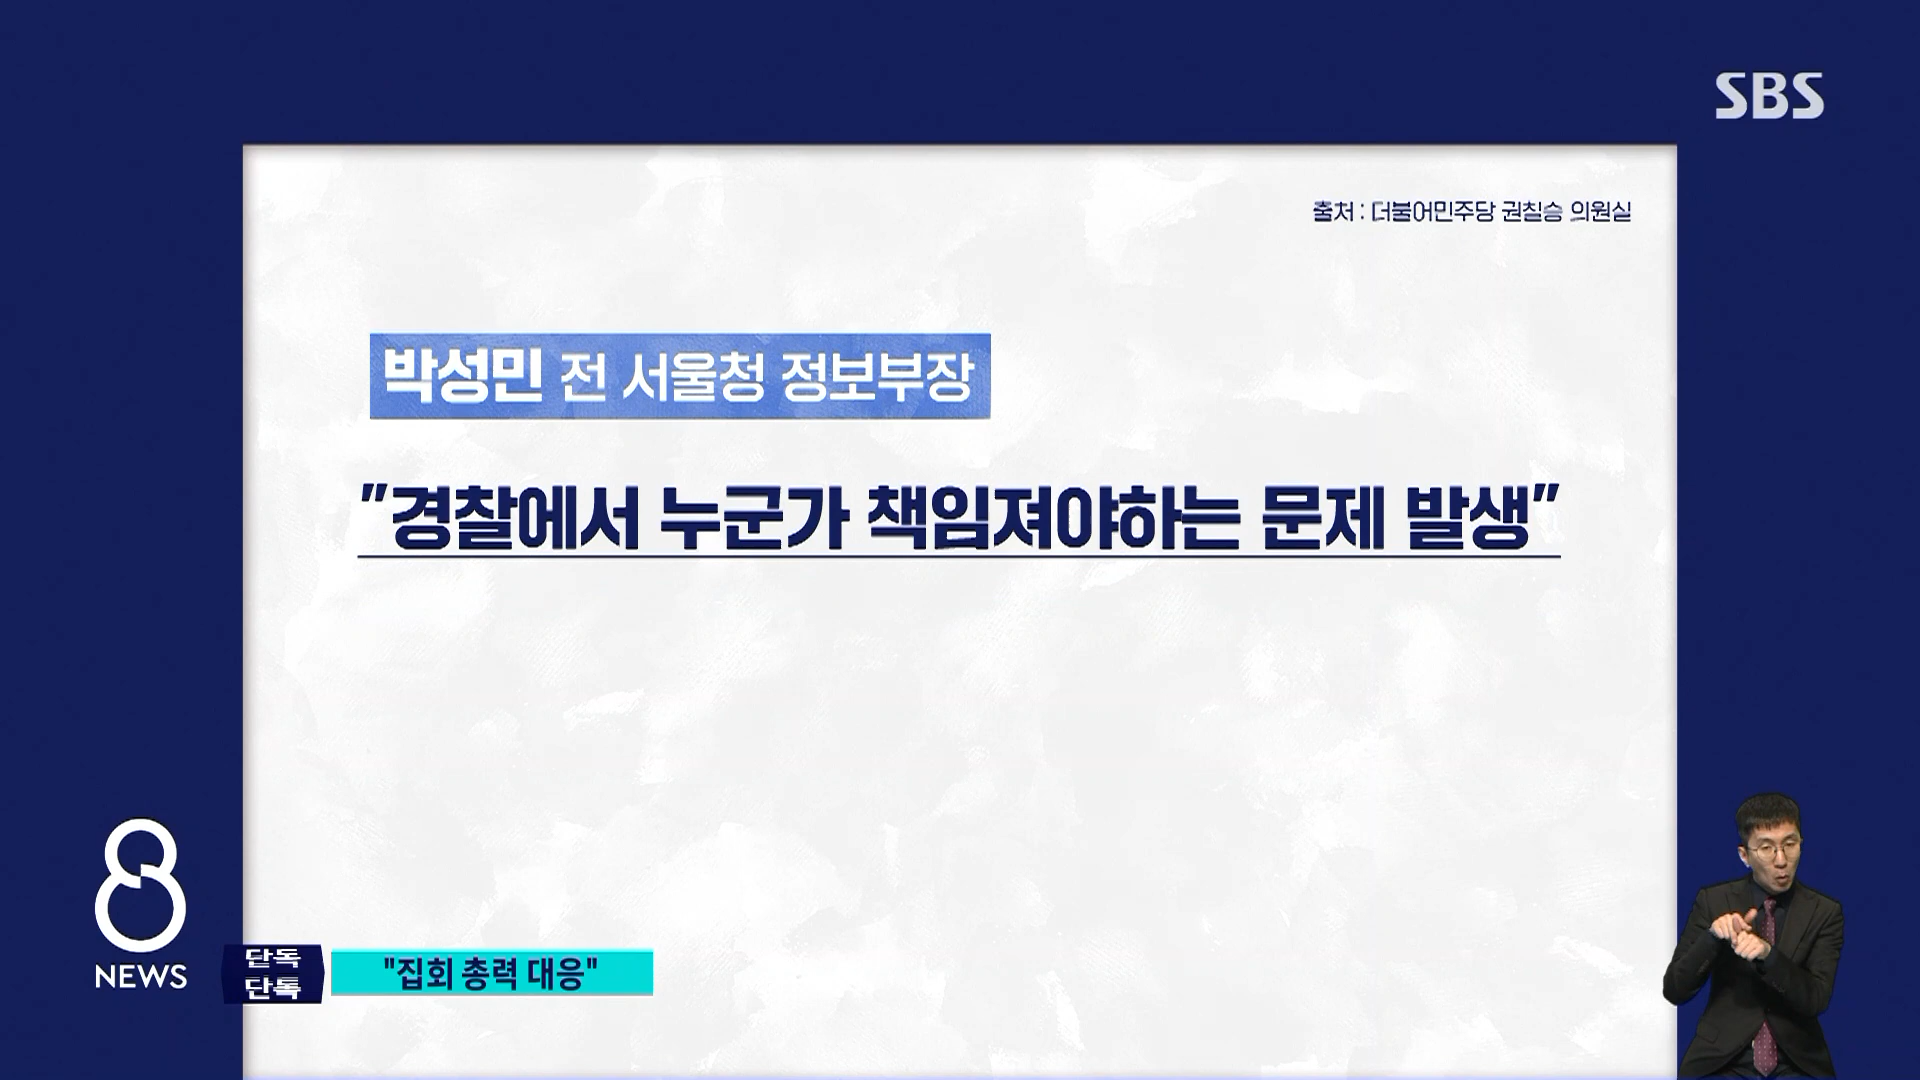 SBS
출처 : 더불어민주당 권칠승 의원실
박성민 전 서울청 정보부장
"경찰에서 누군가 책임져야하는 문제 발생"
8
NEWS
단독
단독
"집회 총력 대응"